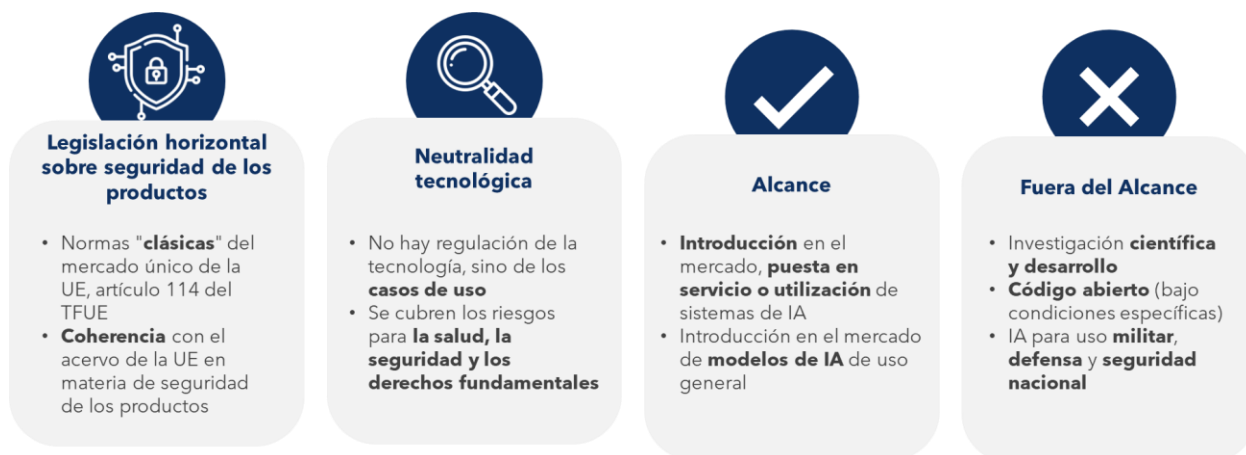 Legislación horizontal
sobre seguridad de los
productos
• Normas "clásicas" del
mercado único de la
UE, artículo 114 del
TFUE
• Coherencia con el
acervo de la UE en
materia de seguridad
de los productos
Neutralidad
tecnológica
• No hay regulación de la
tecnología, sino de los
casos de uso
• Se cubren los riesgos
para la salud, la
seguridad y los
derechos fundamentales
Alcance
• Introducción en el
mercado, puesta en
servicio o utilización de
sistemas de IA
• Introducción en el mercado
de modelos de IA de uso
general
Fuera del Alcance
• Investigación científica
y desarrollo
• Código abierto (bajo
condiciones específicas)
• IA para uso militar,
defensa y seguridad
nacional